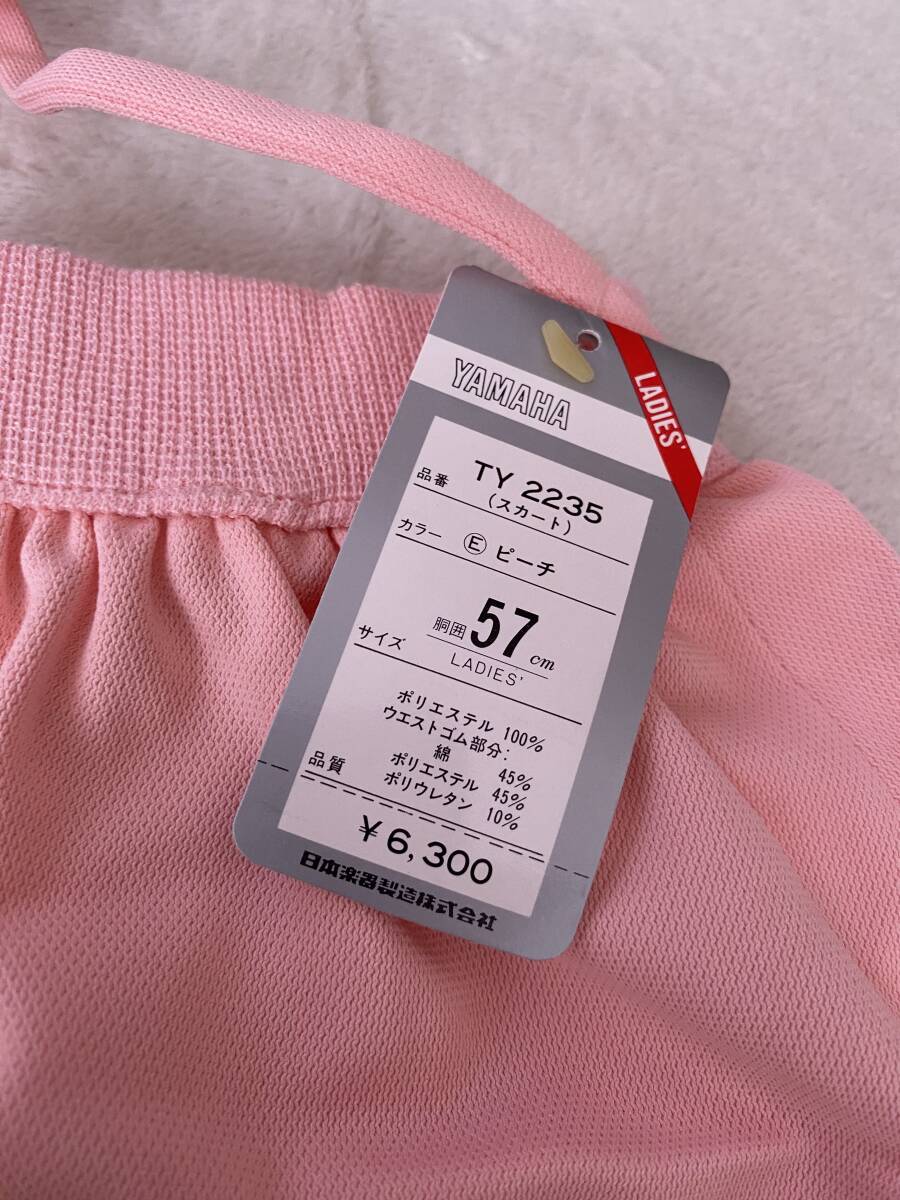 LADIES'
YAMAHA
品番 TY 2235
(スカート)
カラー Ⓔ ピーチ
サイズ 胴囲 57 cm
LADIES'
ポリエステル 100%
ウエストゴム部分:
綿 45%
品質 ポリエステル 45%
ポリウレタン 10%
¥6,300
日本楽器製造株式会社